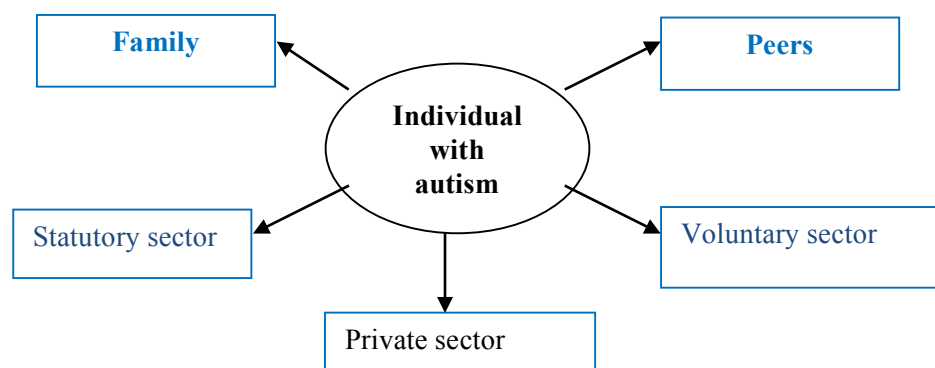 Family
Peers
Individual
with
autism
Statutory sector
Voluntary sector
Private sector